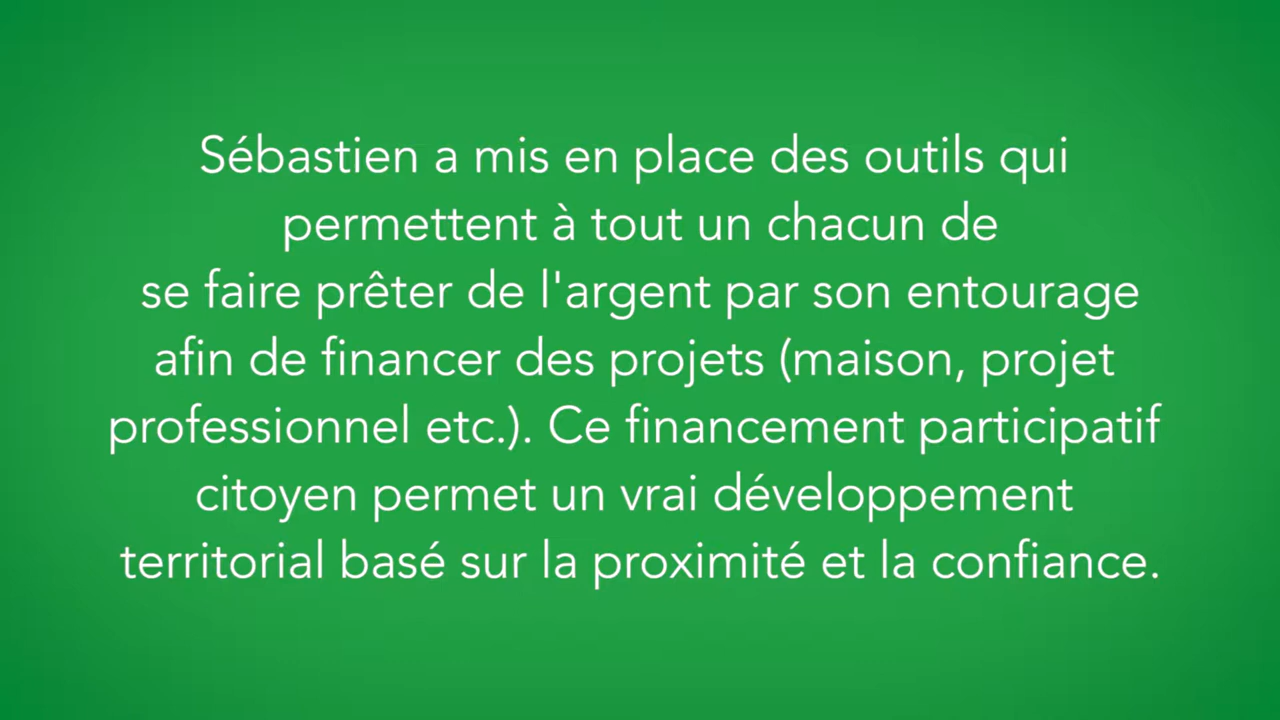 Sébastien a mis en place des outils qui
permettent à tout un chacun de
se faire prêter de l'argent par son entourage
afin de financer des projets (maison, projet
professionnel etc.). Ce financement participatif
citoyen permet un vrai développement
territorial basé sur la proximité et la confiance.